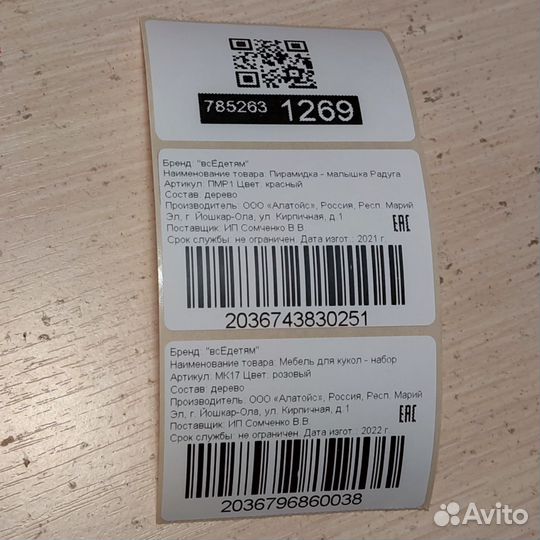 785263 1269
Бренд: "всЁдетям"
Наименование товара: Пирамидка - малышка Радуга
Артикул: ПМР1 Цвет: красный
Состав: дерево
Производитель: ООО «Алатойс», Россия, Респ. Марий
Эл, г. Йошкар-Ола, ул. Кирпичная, д.1
Поставщик: ИП Сомченко В.В.
Срок службы: не ограничен. Дата изгот.: 2021 г.
EAC
2036743830251
Бренд: "всЁдетям"
Наименование товара: Мебель для кукол - набор
Артикул: МК17 Цвет: розовый
Состав: дерево
Производитель: ООО «Алатойс», Россия, Респ. Марий
Эл, г. Йошкар-Ола, ул. Кирпичная, д.1
Поставщик: ИП Сомченко В.В.
Срок службы: не ограничен. Дата изгот.: 2022 г.
EAC
2036796860038
Avito